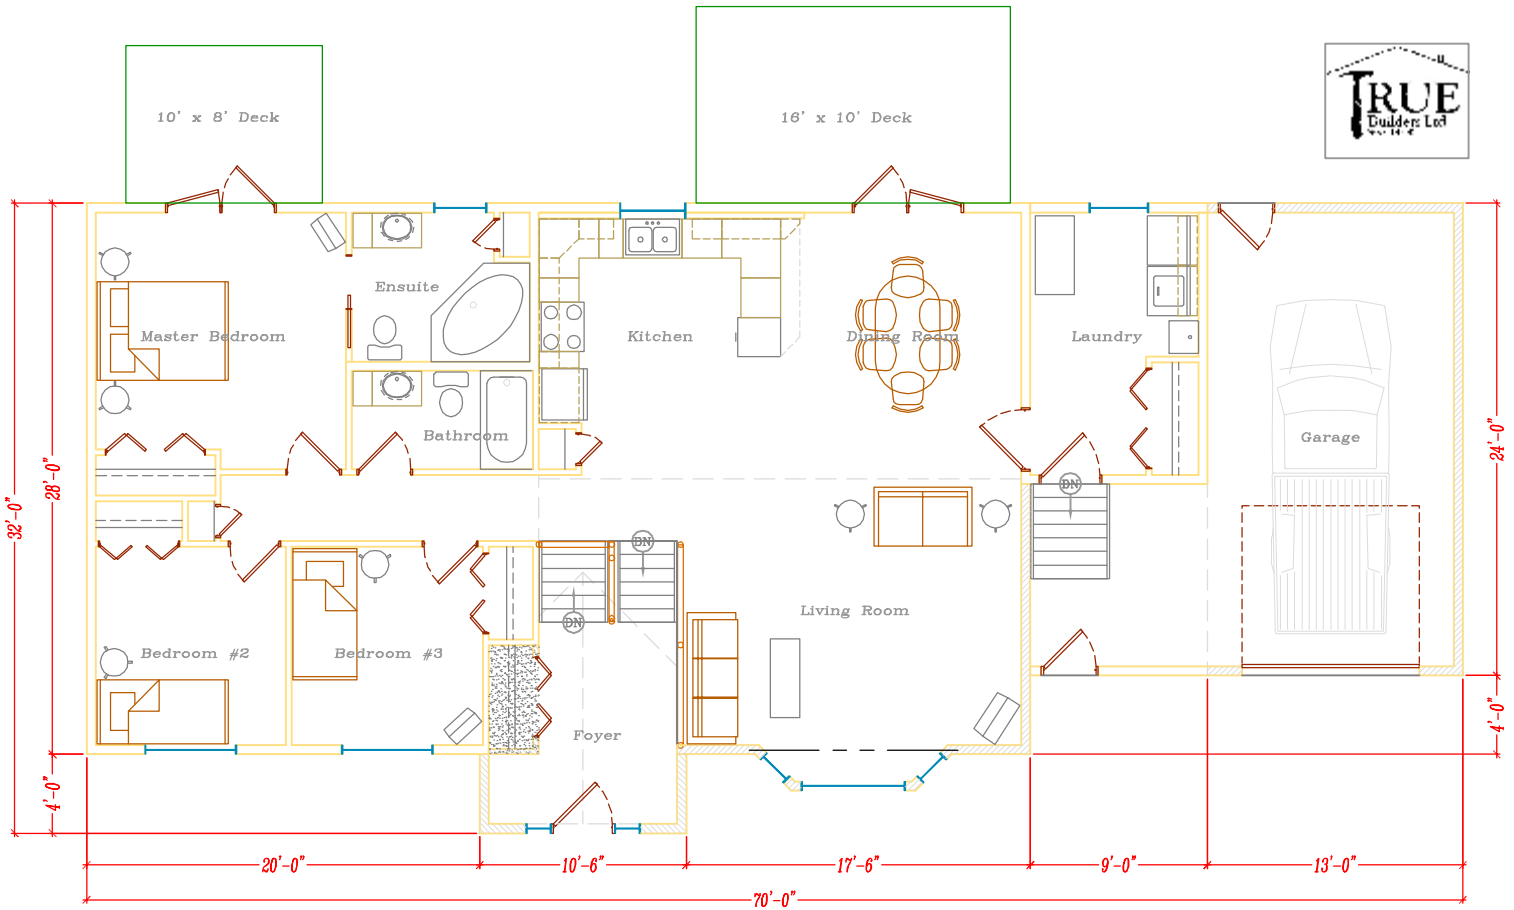 10' x 8' Deck
16' x 10' Deck
TRUE
Builders Ltd
Ensuite
Master Bedroom
Kitchen
Dining Room
Laundry
Bathroom
Garage
24'-0"
28'-0"
32'-0"
DN
DN
DN
Living Room
Bedroom #2
Bedroom #3
Foyer
4'-0"
4'-0"
20'-0"
10'-6"
17'-6"
9'-0"
13'-0"
70'-0"